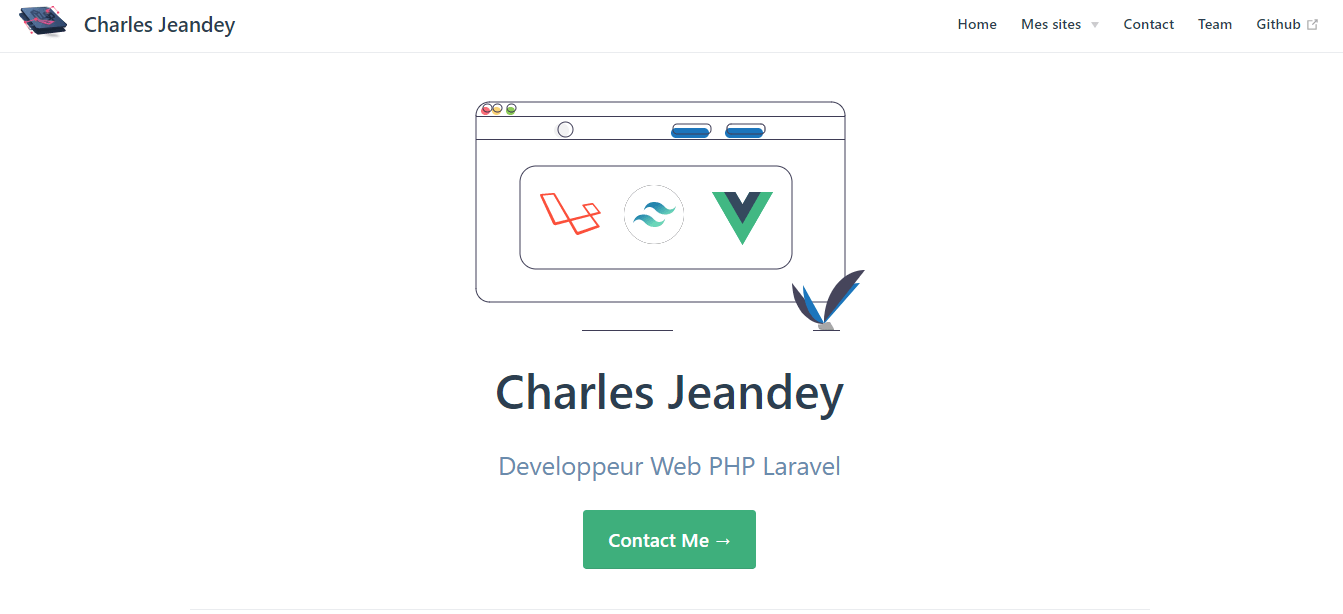 Charles Jeandey
Home Mes sites Contact Team Github
Charles Jeandey
Developpeur Web PHP Laravel
Contact Me →